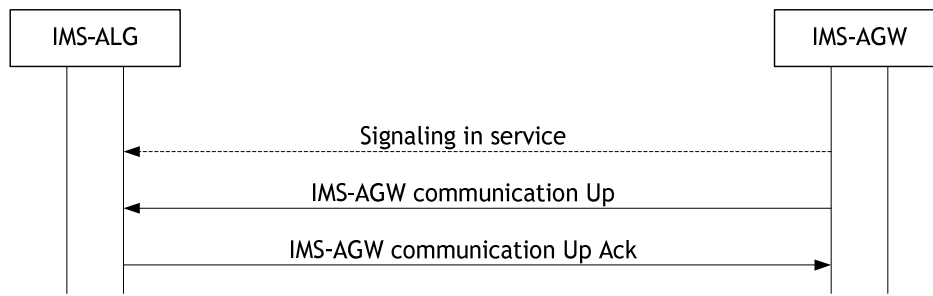 IMS-ALG
IMS-AGW
Signaling in service
IMS-AGW communication Up
IMS-AGW communication Up Ack